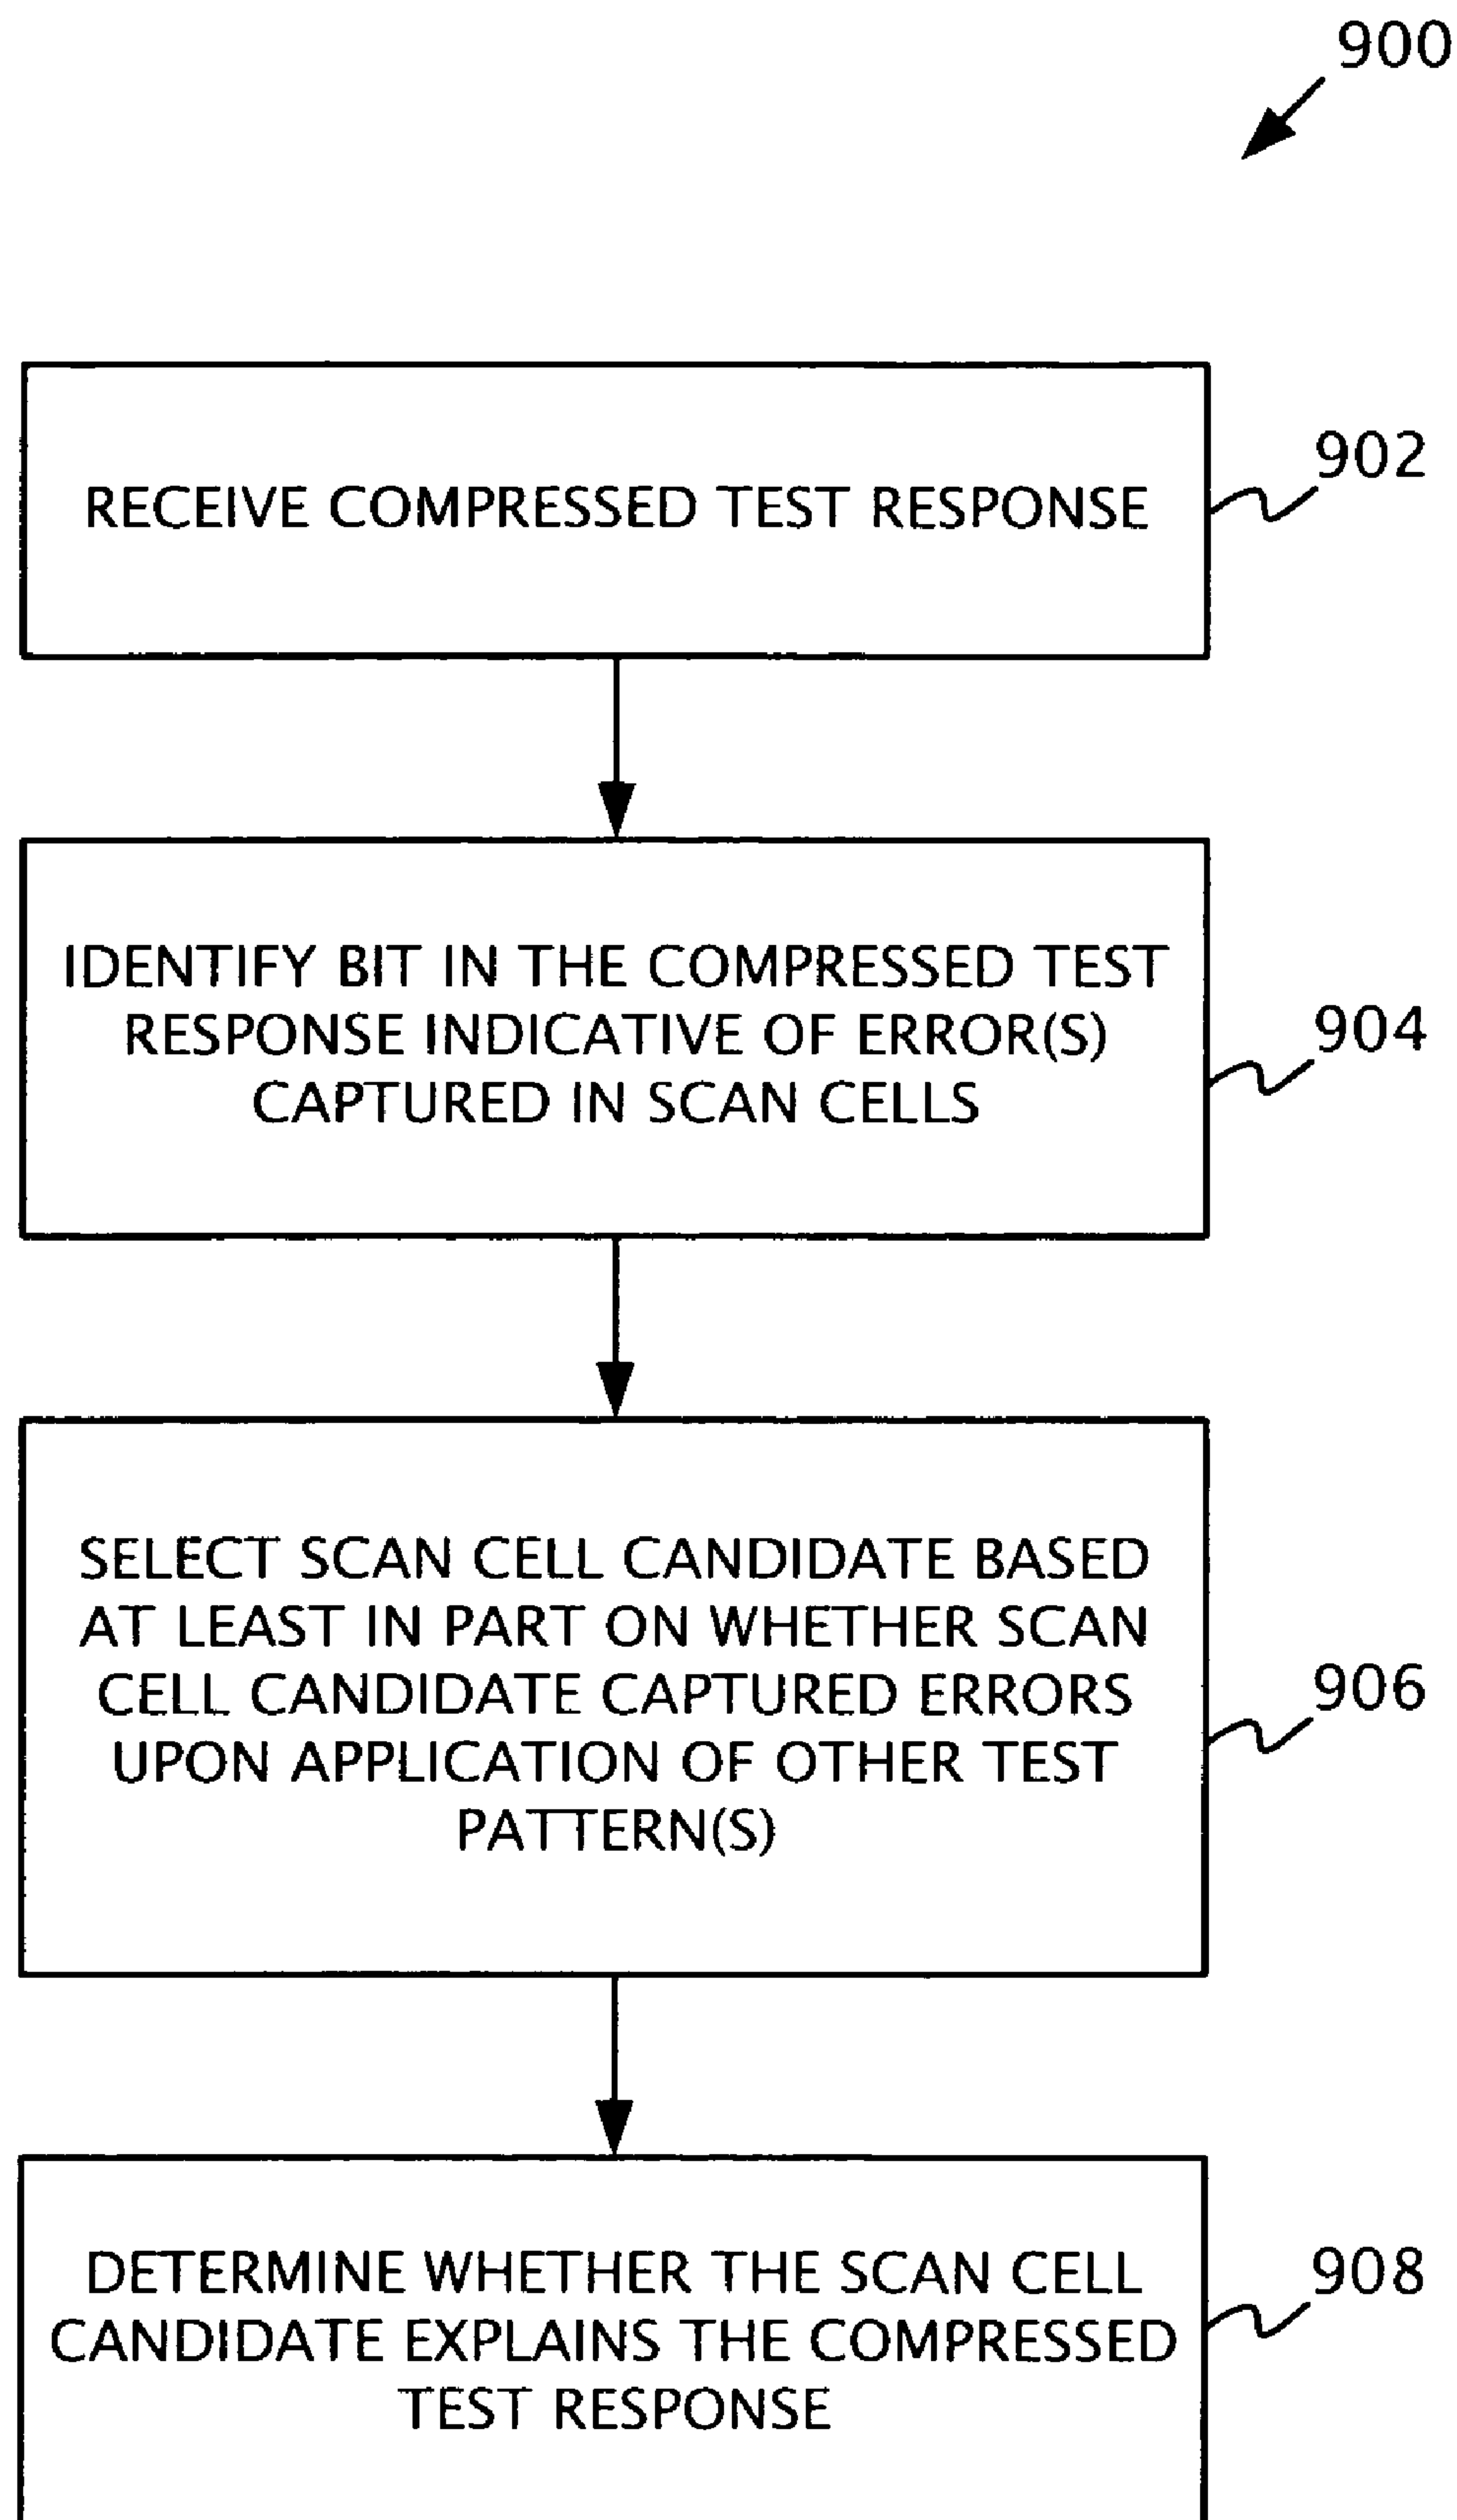 900
RECEIVE COMPRESSED TEST RESPONSE
902
IDENTIFY BIT IN THE COMPRESSED TEST
RESPONSE INDICATIVE OF ERROR(S)
CAPTURED IN SCAN CELLS
904
SELECT SCAN CELL CANDIDATE BASED
AT LEAST IN PART ON WHETHER SCAN
CELL CANDIDATE CAPTURED ERRORS
UPON APPLICATION OF OTHER TEST
PATTERN(S)
906
DETERMINE WHETHER THE SCAN CELL
CANDIDATE EXPLAINS THE COMPRESSED
TEST RESPONSE
908